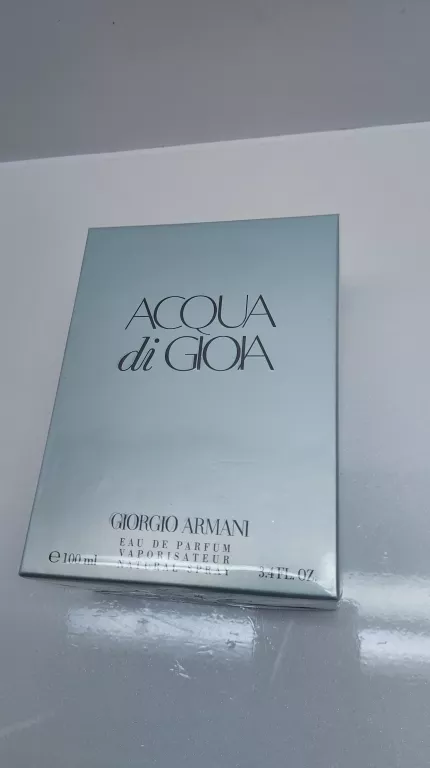 ACQUA
di GIOIA
GIORGIO ARMANI
EAU DE PARFUM
VAPORISATEUR
℮ 100 ml NATURAL SPRAY 3.4 FL. OZ.